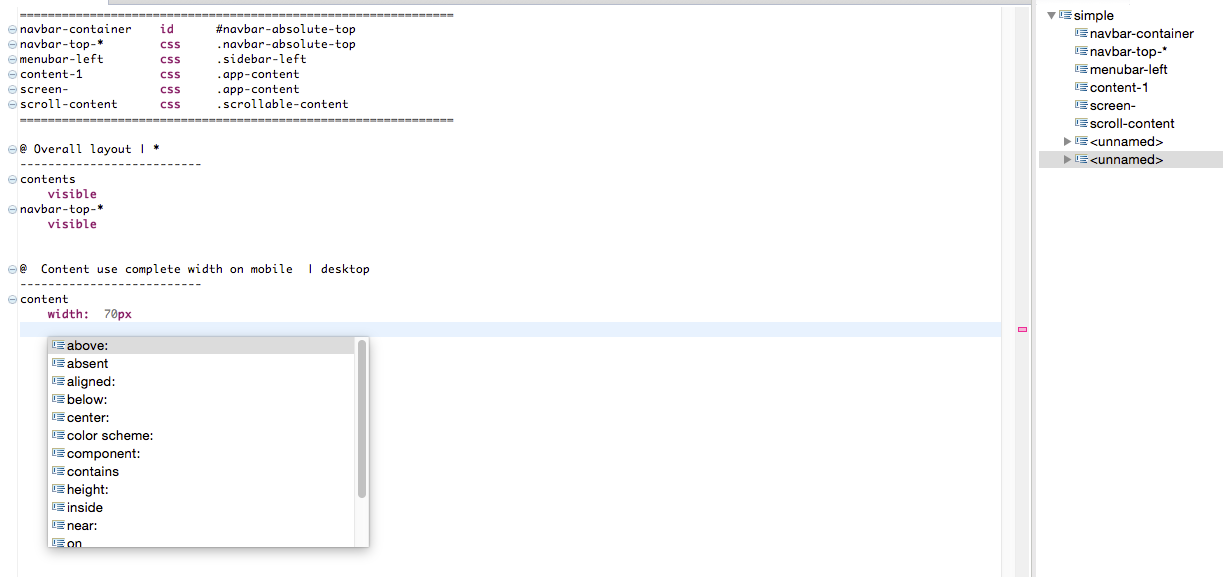 ============================================================== 
navbar-container    id      #navbar-absolute-top
navbar-top-*        css     .navbar-absolute-top
menubar-left        css     .sidebar-left
content-1           css     .app-content
screen-             css     .app-content
scroll-content      css     .scrollable-content
==============================================================
@ Overall layout | *
--------------------------
contents
    visible
navbar-top-*
    visible
@  Content use complete width on mobile  | desktop
--------------------------
content
    width:  70px
above:
absent
aligned:
below:
center:
color scheme:
component:
contains
height:
inside
near:
on
simple
navbar-container
navbar-top-*
menubar-left
content-1
screen-
scroll-content
<unnamed>
<unnamed>